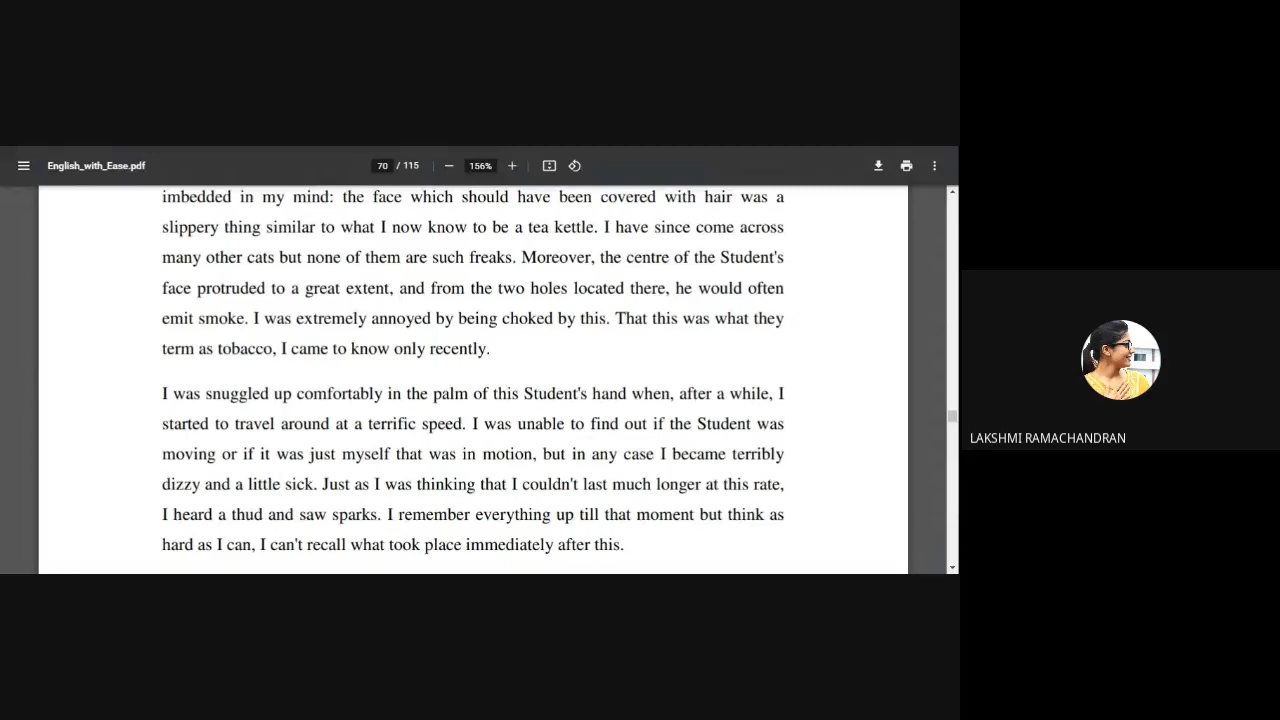 English_with_Ease.pdf
70 / 115
156%
imbedded in my mind: the face which should have been covered with hair was a
slippery thing similar to what I now know to be a tea kettle. I have since come across
many other cats but none of them are such freaks. Moreover, the centre of the Student's
face protruded to a great extent, and from the two holes located there, he would often
emit smoke. I was extremely annoyed by being choked by this. That this was what they
term as tobacco, I came to know only recently.
I was snuggled up comfortably in the palm of this Student's hand when, after a while, I
started to travel around at a terrific speed. I was unable to find out if the Student was
moving or if it was just myself that was in motion, but in any case I became terribly
dizzy and a little sick. Just as I was thinking that I couldn't last much longer at this rate,
I heard a thud and saw sparks. I remember everything up till that moment but think as
hard as I can, I can't recall what took place immediately after this.
LAKSHMI RAMACHANDRAN